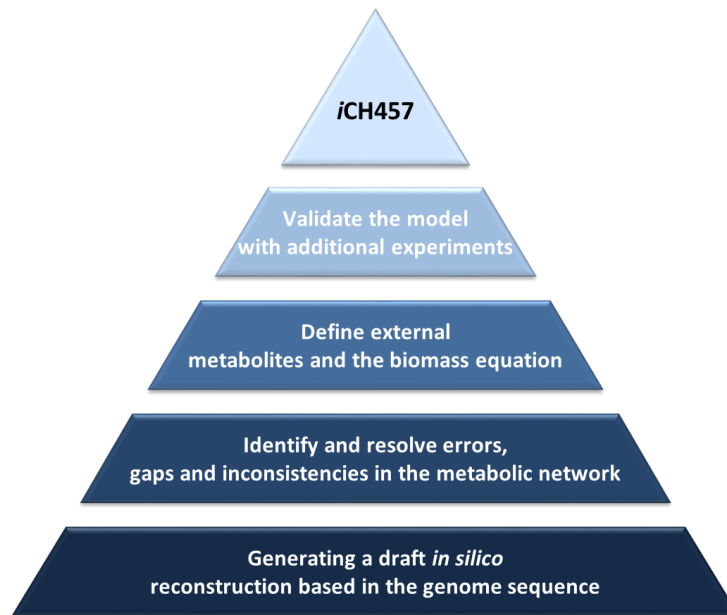 iCH457
Validate the model
with additional experiments
Define external
metabolites and the biomass equation
Identify and resolve errors,
gaps and inconsistencies in the metabolic network
Generating a draft in silico
reconstruction based in the genome sequence